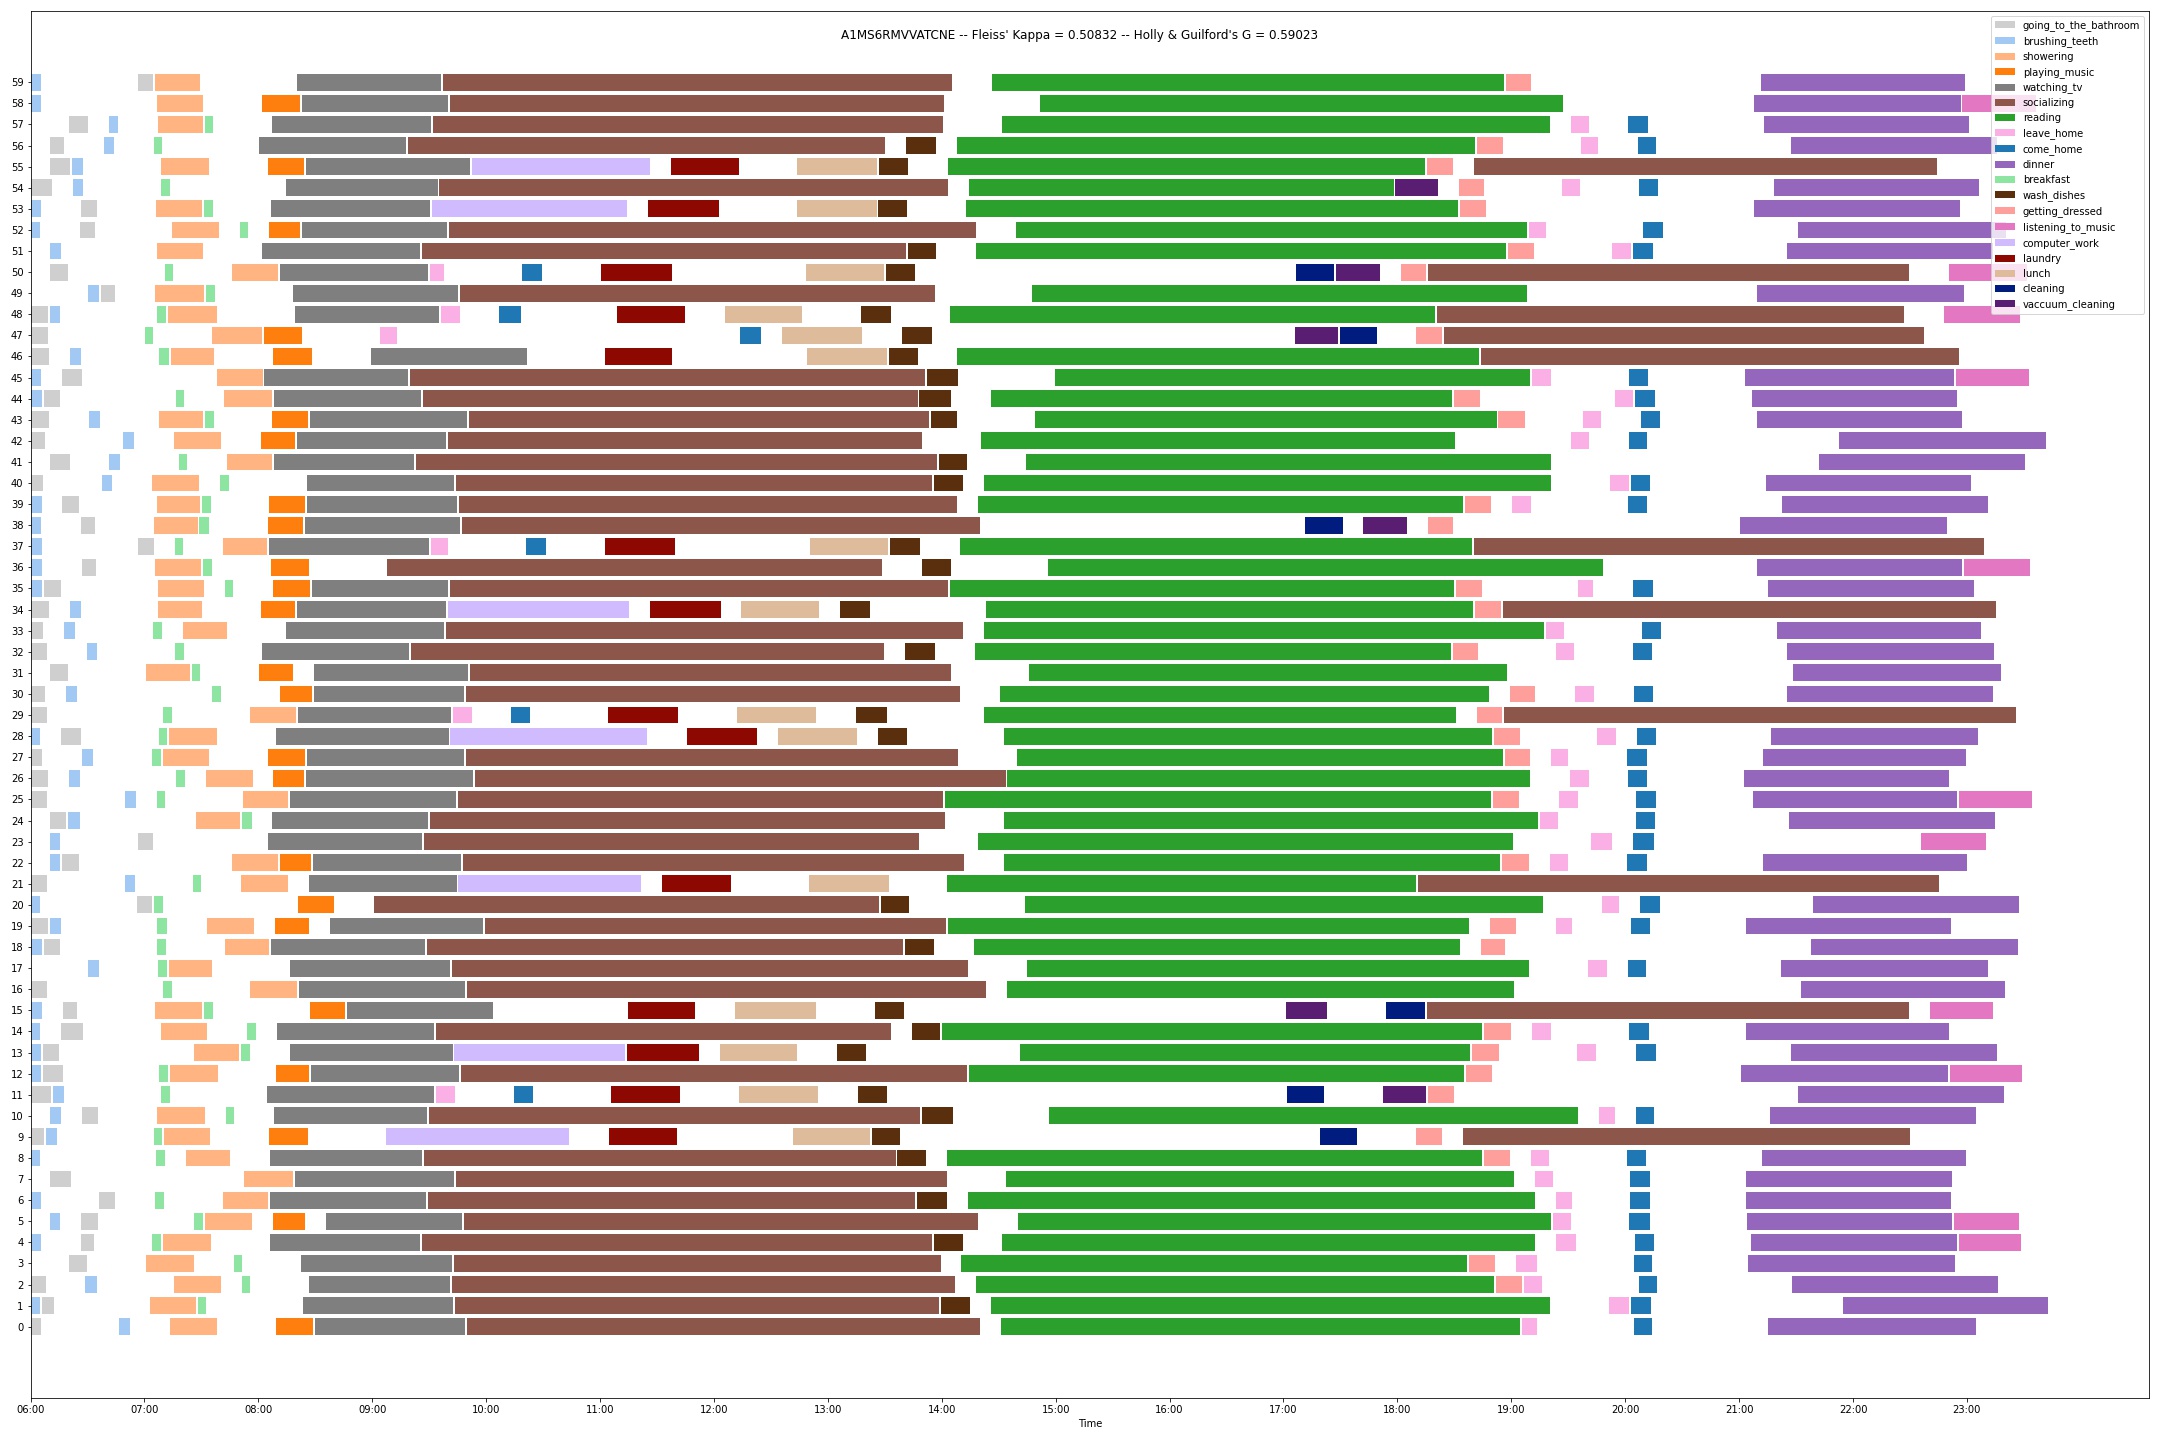 A1MS6RMVVATCNE -- Fleiss' Kappa = 0.50832 -- Holly & Guilford's G = 0.59023
going_to_the_bathroom
brushing_teeth
showering
playing_music
watching_tv
socializing
reading
leave_home
come_home
dinner
breakfast
wash_dishes
getting_dressed
listening_to_music
computer_work
laundry
lunch
cleaning
vaccuum_cleaning
59
58
57
56
55
54
53
52
51
50
49
48
47
46
45
44
43
42
41
40
39
38
37
36
35
34
33
32
31
30
29
28
27
26
25
24
23
22
21
20
19
18
17
16
15
14
13
12
11
10
9
8
7
6
5
4
3
2
1
0
06:00 07:00 08:00 09:00 10:00 11:00 12:00 13:00 14:00 15:00 16:00 17:00 18:00 19:00 20:00 21:00 22:00 23:00
Time